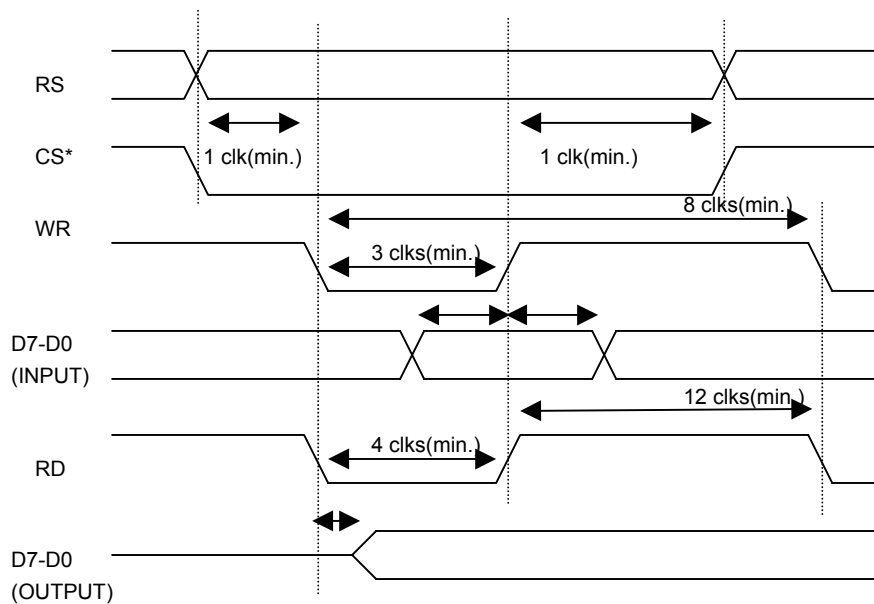 RS
CS*
1 clk(min.)
1 clk(min.)
WR
8 clks(min.)
3 clks(min.)
D7-D0
(INPUT)
12 clks(min.)
RD
4 clks(min.)
D7-D0
(OUTPUT)